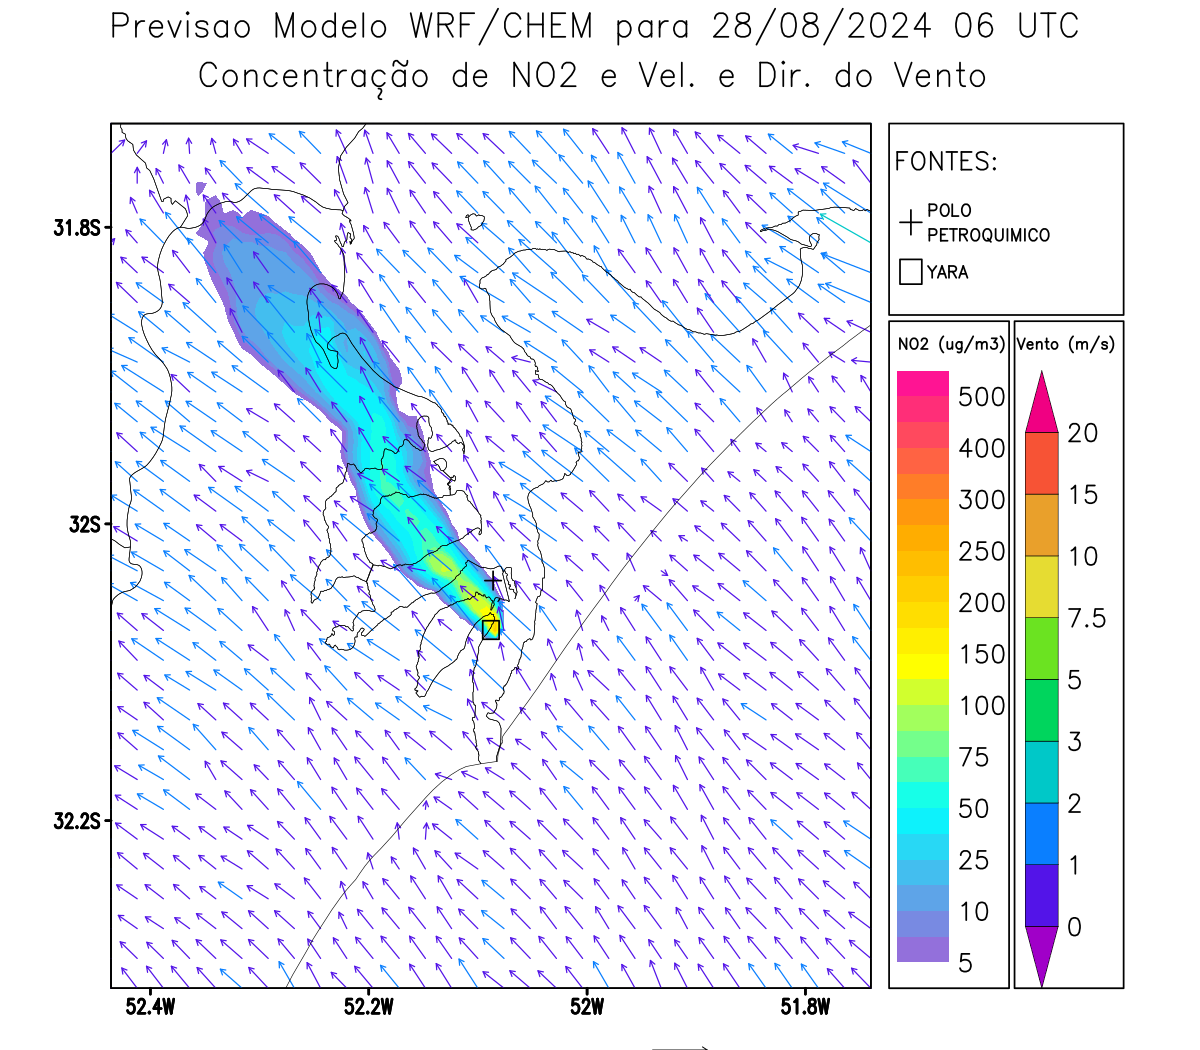 Previsao Modelo WRF/CHEM para 28/08/2024 06 UTC
Concentração de NO2 e Vel. e Dir. do Vento
FONTES:
POLO
PETROQUIMICO
YARA
NO2 (ug/m3)
500
400
300
250
200
150
100
75
50
25
10
5
Vento (m/s)
20
15
10
7.5
5
3
2
1
0
31.8S
32S
32.2S
52.4W
52.2W
52W
51.8W